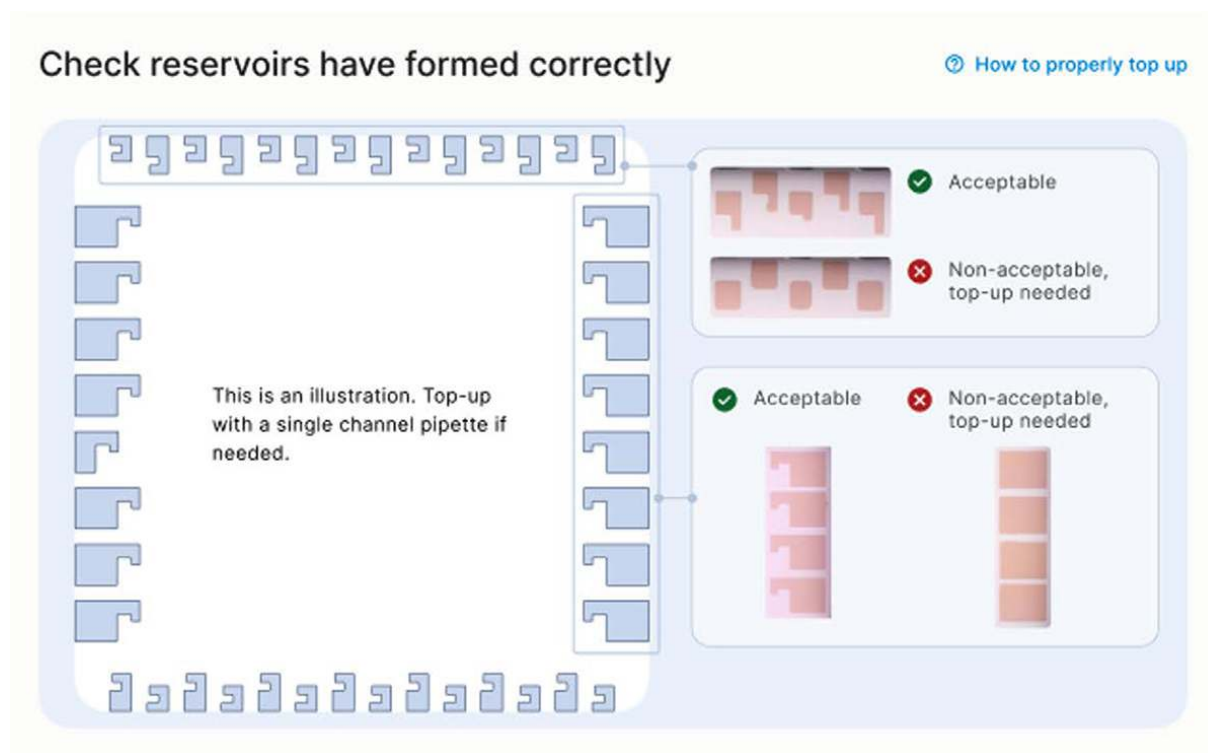 Check reservoirs have formed correctly
How to properly top up
Acceptable
Non-acceptable,
top-up needed
This is an illustration. Top-up
with a single channel pipette if
needed.
Acceptable
Non-acceptable,
top-up needed